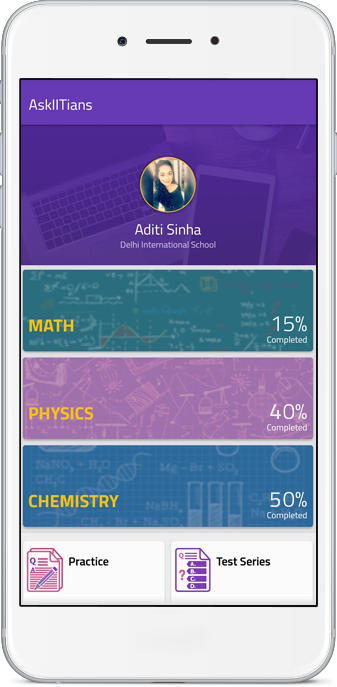 AskIITians
Aditi Sinha
Delhi International School
MATH
15%
Completed
PHYSICS
40%
Completed
CHEMISTRY
50%
Completed
Practice
Test Series